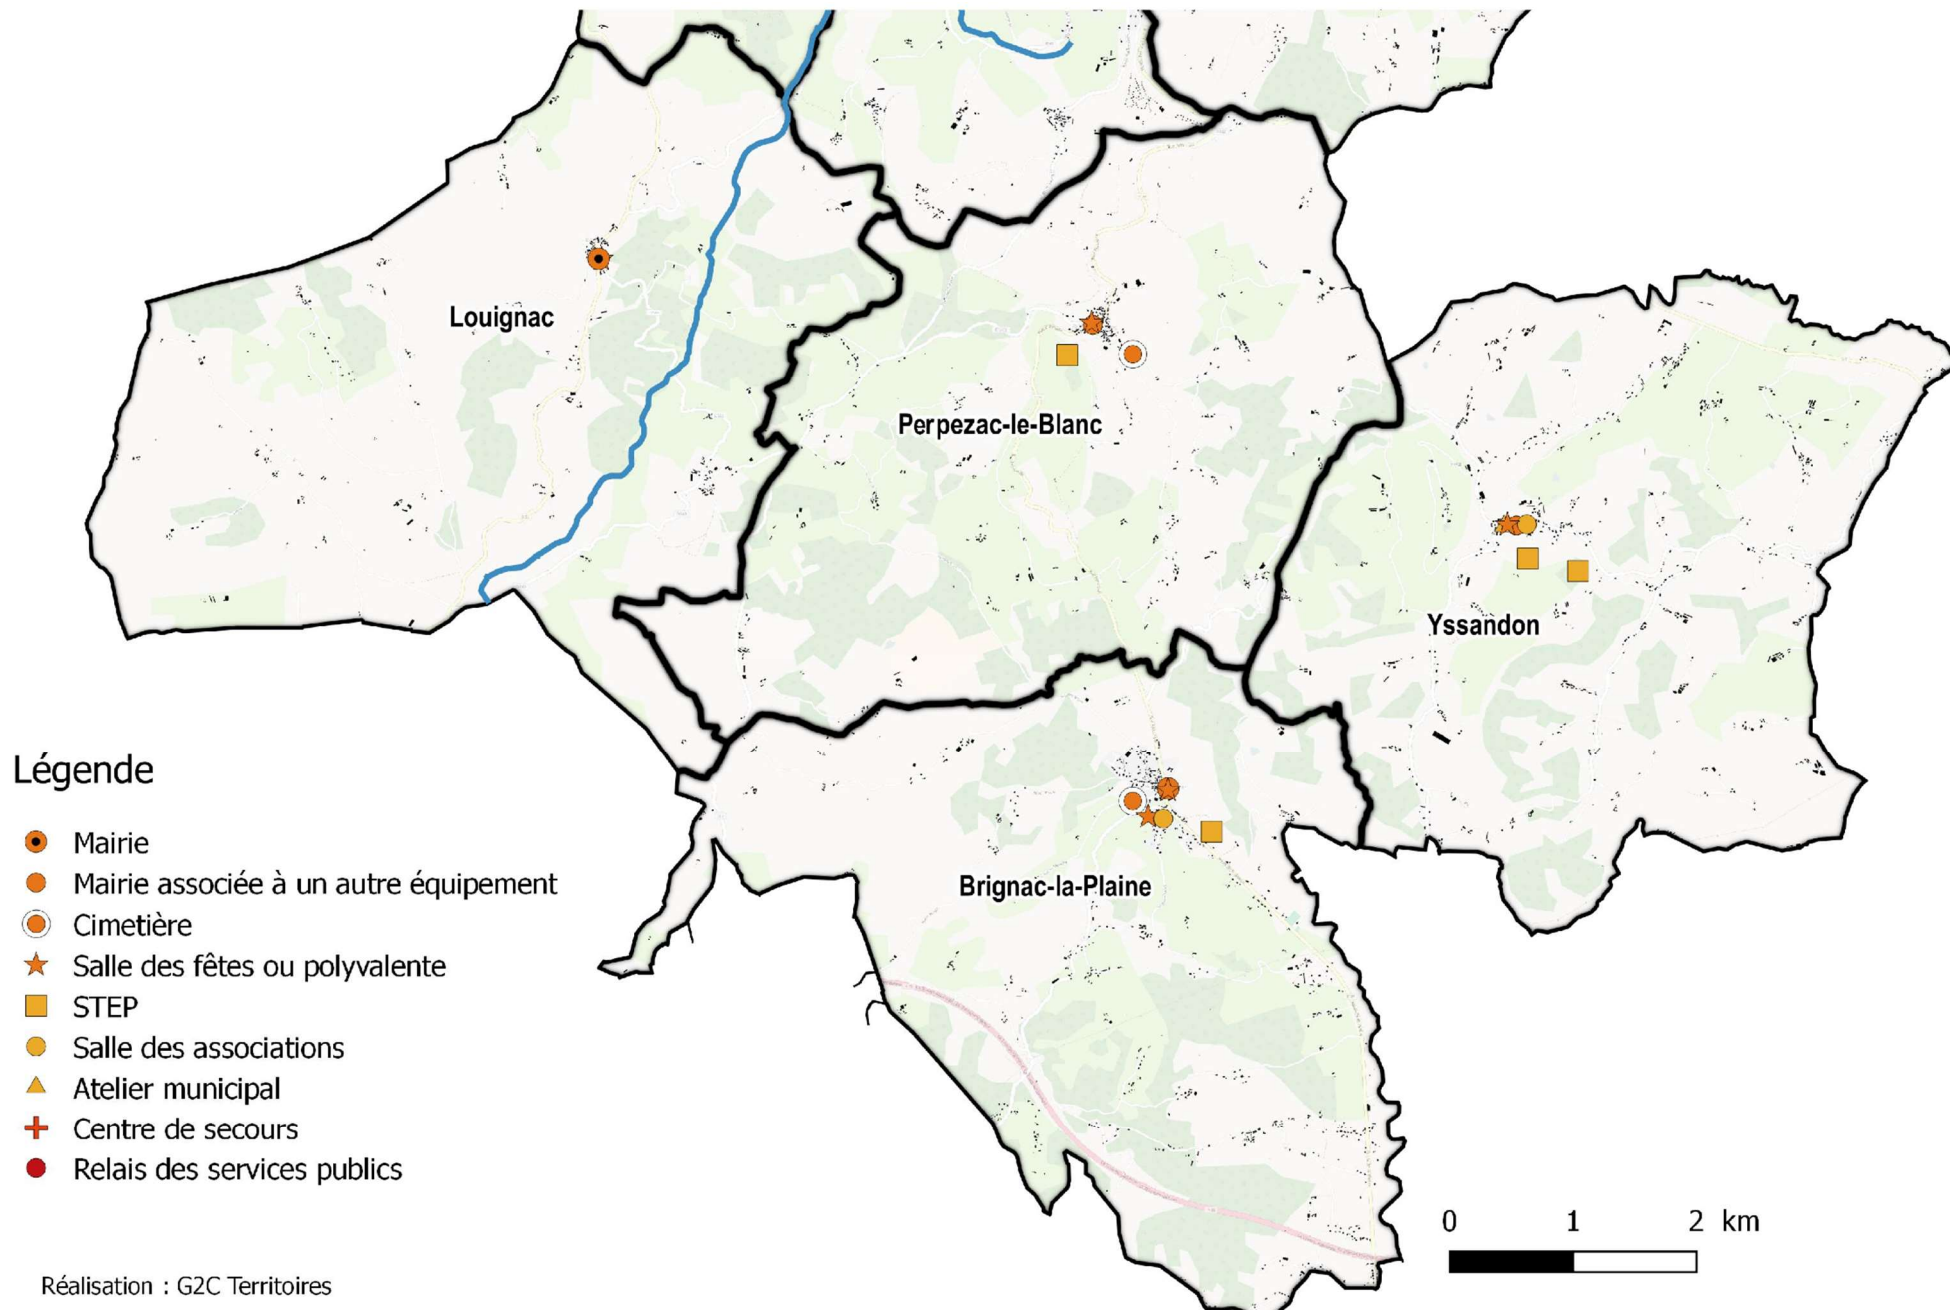 Louignac
Perpezac-le-Blanc
Yssandon
Brignac-la-Plaine
Légende
Mairie
Mairie associée à un autre équipement
Cimetière
Salle des fêtes ou polyvalente
STEP
Salle des associations
Atelier municipal
Centre de secours
Relais des services publics
0 1 2 km
Réalisation : G2C Territoires